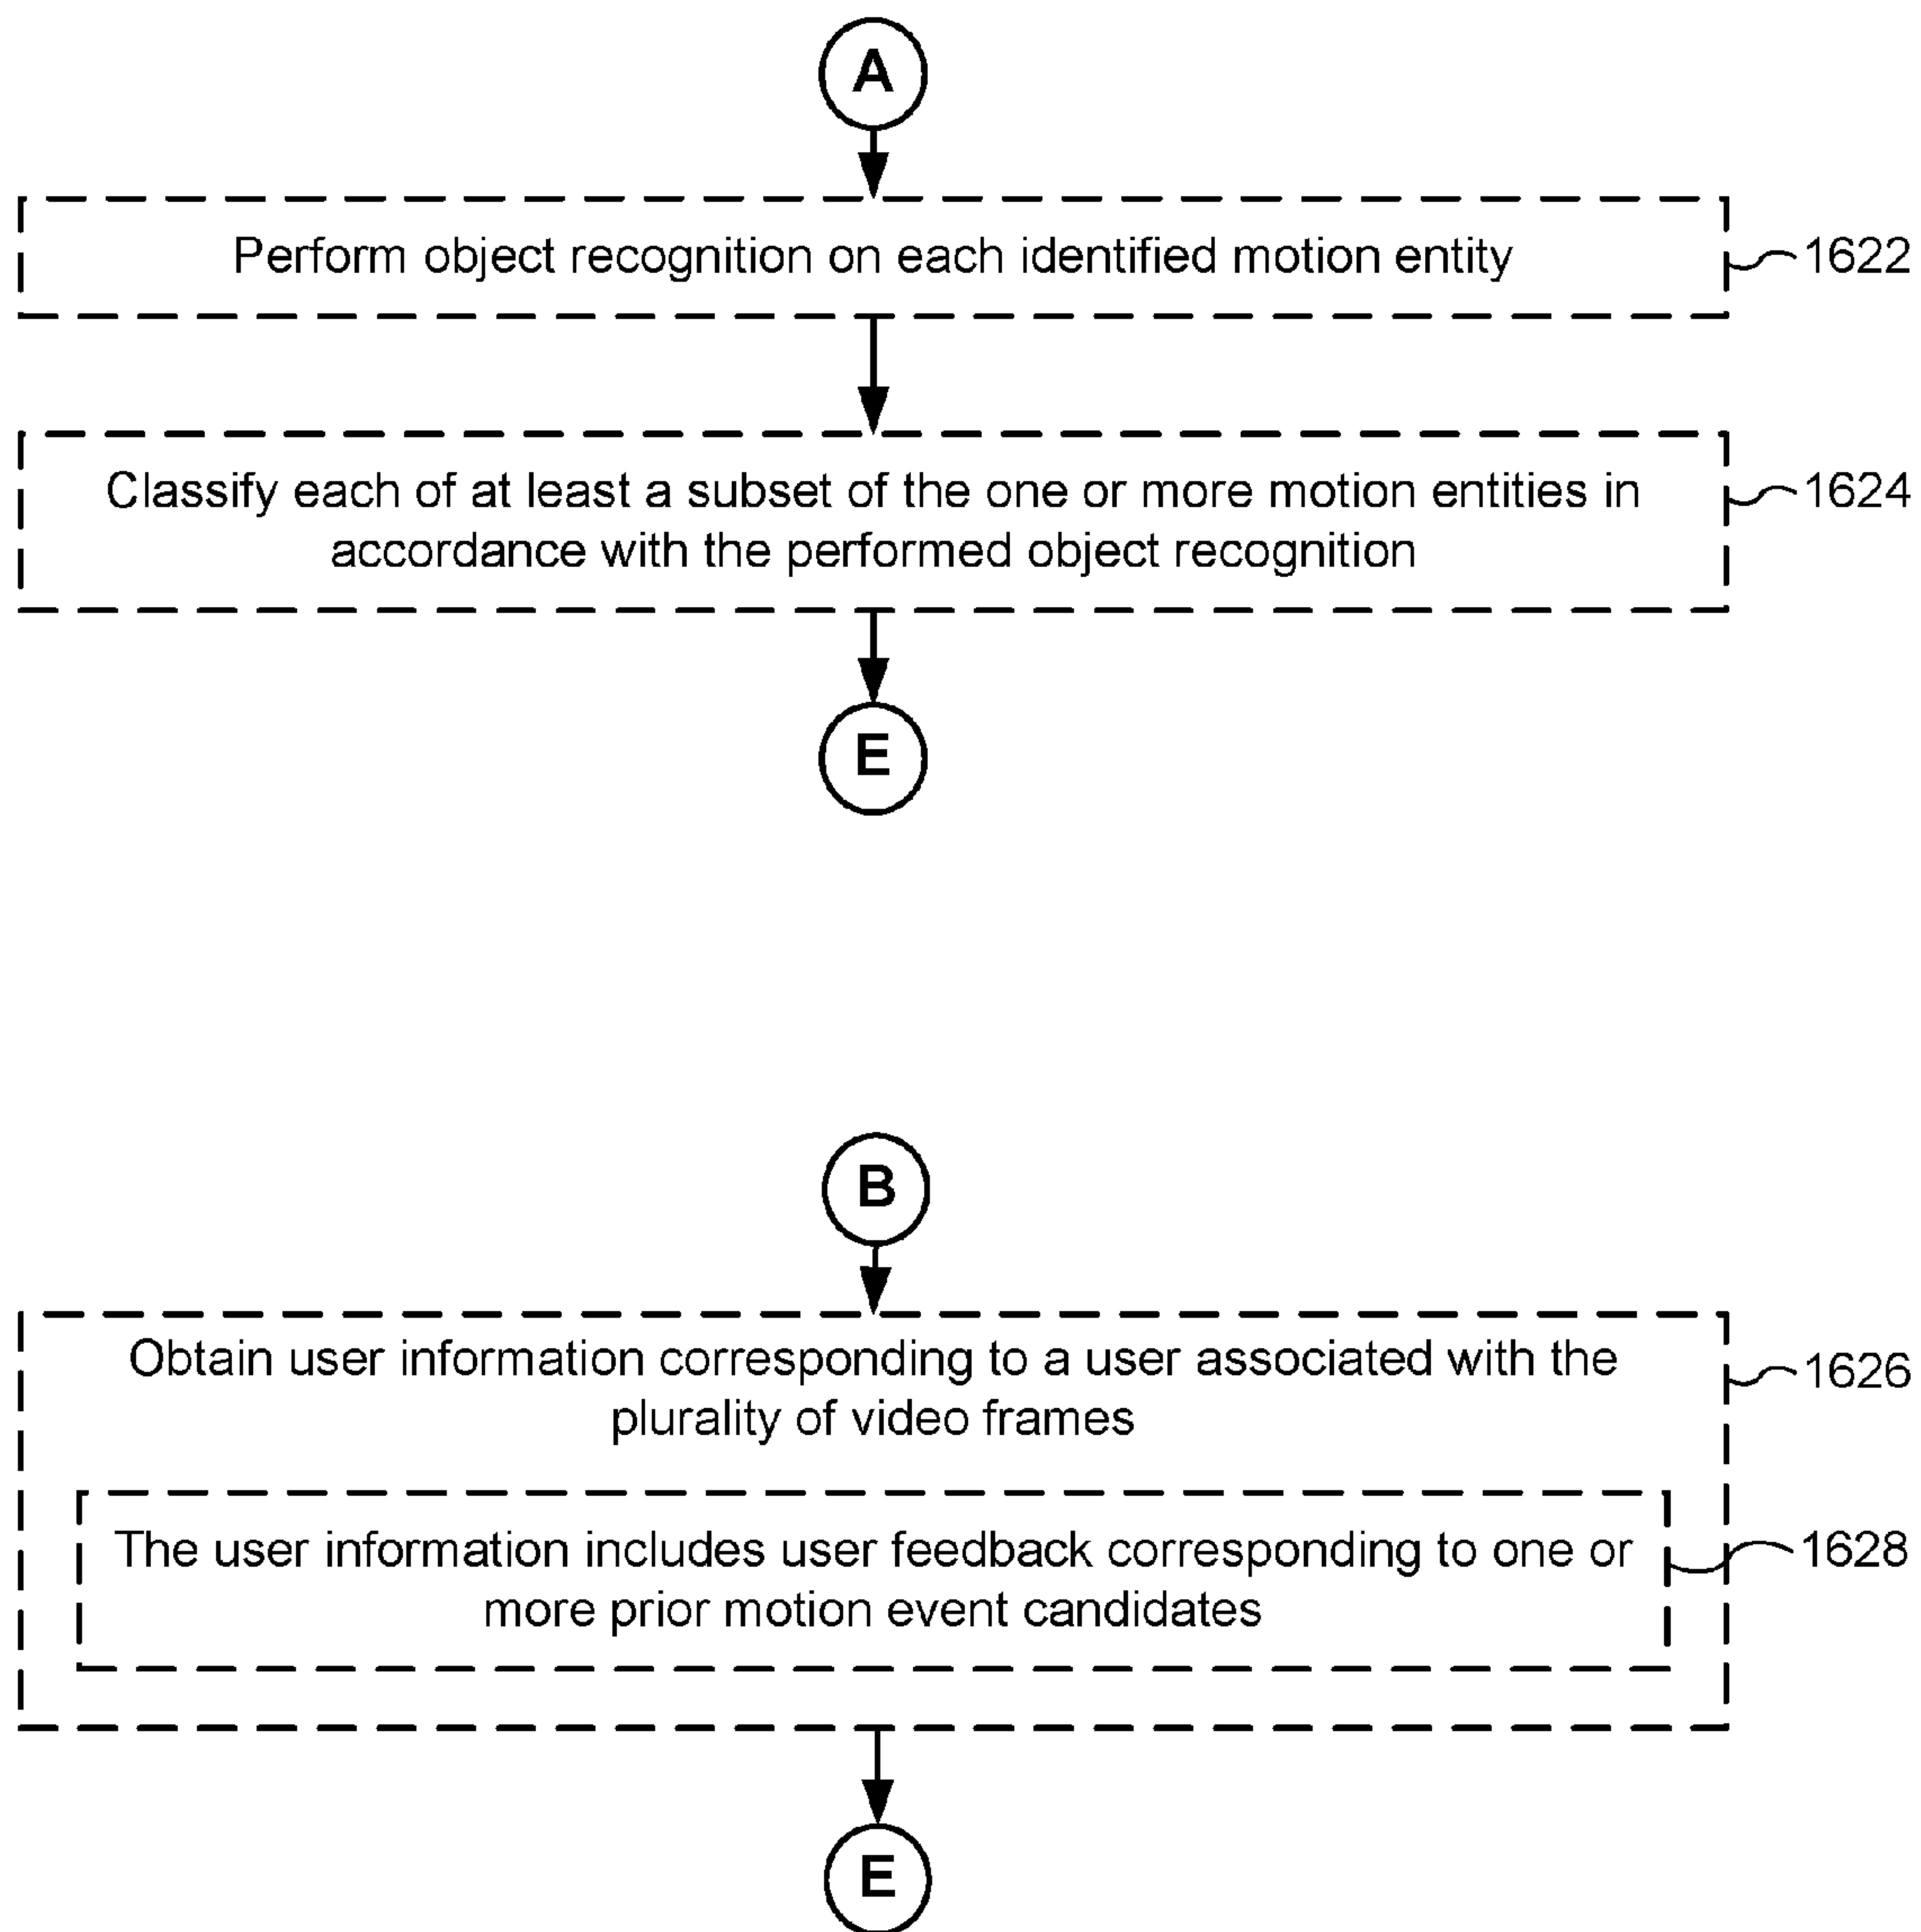 A
Perform object recognition on each identified motion entity
1622
Classify each of at least a subset of the one or more motion entities in
accordance with the performed object recognition
1624
E
B
Obtain user information corresponding to a user associated with the
plurality of video frames
1626
The user information includes user feedback corresponding to one or
more prior motion event candidates
1628
E